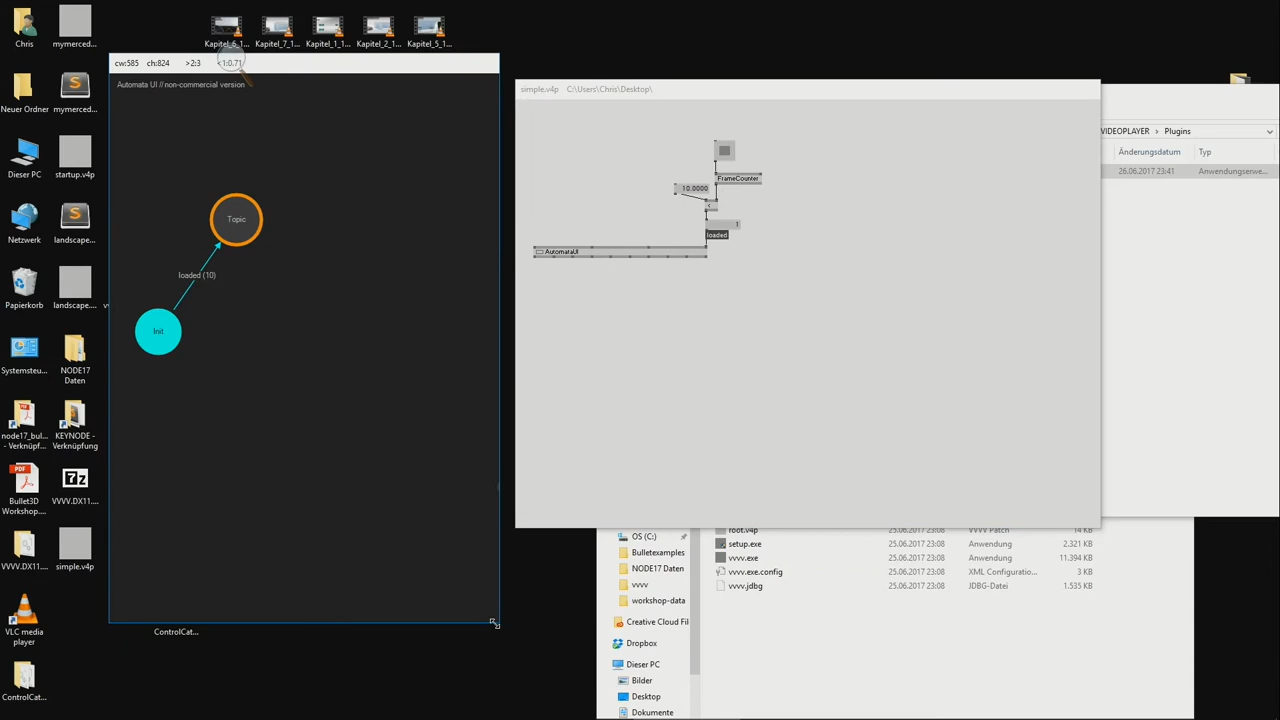 Chris
mymerced...
Kapitel_6_1...
Kapitel_7_1...
Kapitel_1_1...
Kapitel_2_1...
Kapitel_5_1...
cw:585 ch:824 >2:3 <1:0.71
Automata UI // non-commercial version
Topic
loaded (10)
Init
Neuer Ordner
mymerced...
Dieser PC
startup.v4p
Netzwerk
landscape....
Papierkorb
landscape....
Systemsteu...
NODE17
Daten
node17_bul...
- Verknüpf...
KEYNODE -
Verknüpfung
Bullet3D
Workshop....
7z
VVVV.DX11....
VVVV.DX11....
simple.v4p
VLC media
player
ControlCat...
ControlCat...
simple.v4p C:\Users\Chris\Desktop\
FrameCounter
10.0000
<
1
loaded
AutomataUI
VIDEOPLAYER > Plugins
Änderungsdatum Typ
26.06.2017 23:41 Anwendungserwe...
root.v4p 25.06.2017 23:08 VVVV Patch 14 KB
setup.exe 25.06.2017 23:08 Anwendung 2.321 KB
vvvv.exe 25.06.2017 23:08 Anwendung 11.394 KB
vvvv.exe.config 25.06.2017 23:08 XML Configuratio... 3 KB
vvvv.jdbg 25.06.2017 23:08 JDBG-Datei 1.535 KB
OS (C:)
Bulletexamples
NODE17 Daten
vvvv
workshop-data
Creative Cloud Fil
Dropbox
Dieser PC
Bilder
Desktop
Dokumente